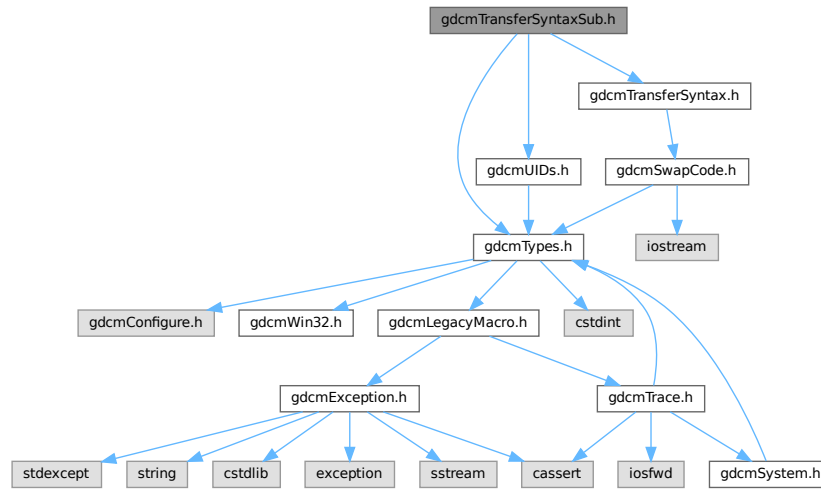 gdcmTransferSyntaxSub.h
gdcmTransferSyntax.h
gdcmUIDs.h
gdcmSwapCode.h
gdcmTypes.h
iostream
gdcmConfigure.h
gdcmWin32.h
gdcmLegacyMacro.h
cstdint
gdcmException.h
gdcmTrace.h
stdexcept
string
cstdlib
exception
sstream
cassert
iosfwd
gdcmSystem.h